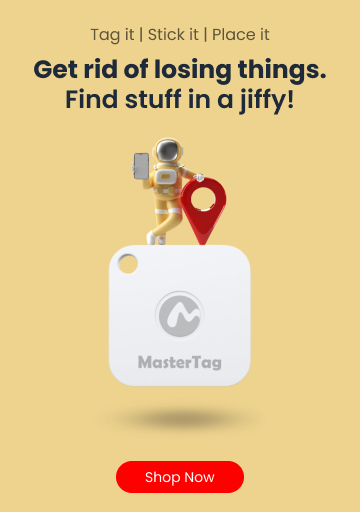 Tag it | Stick it | Place it
Get rid of losing things.
Find stuff in a jiffy!
MasterTag
Shop Now